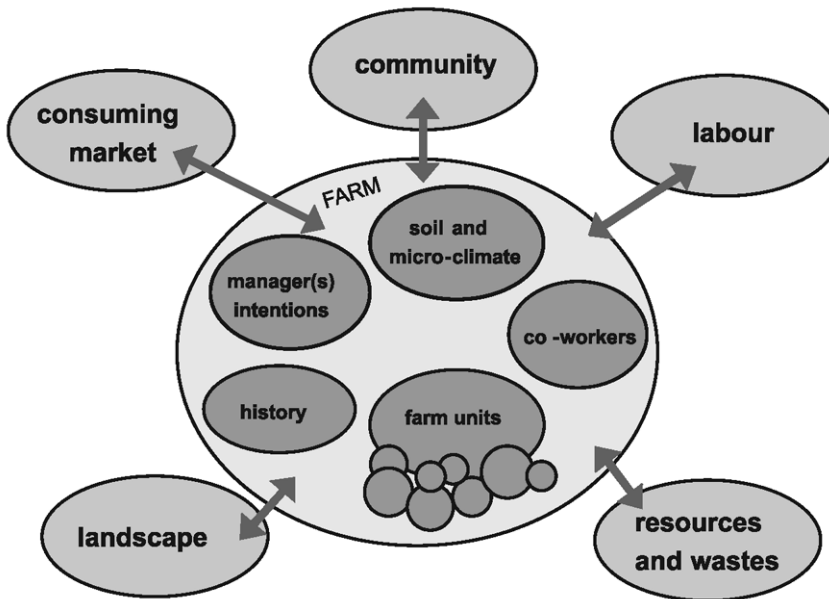 community
consuming
market
labour
FARM
soil and
micro-climate
manager(s)
intentions
co -workers
history
farm units
landscape
resources
and wastes